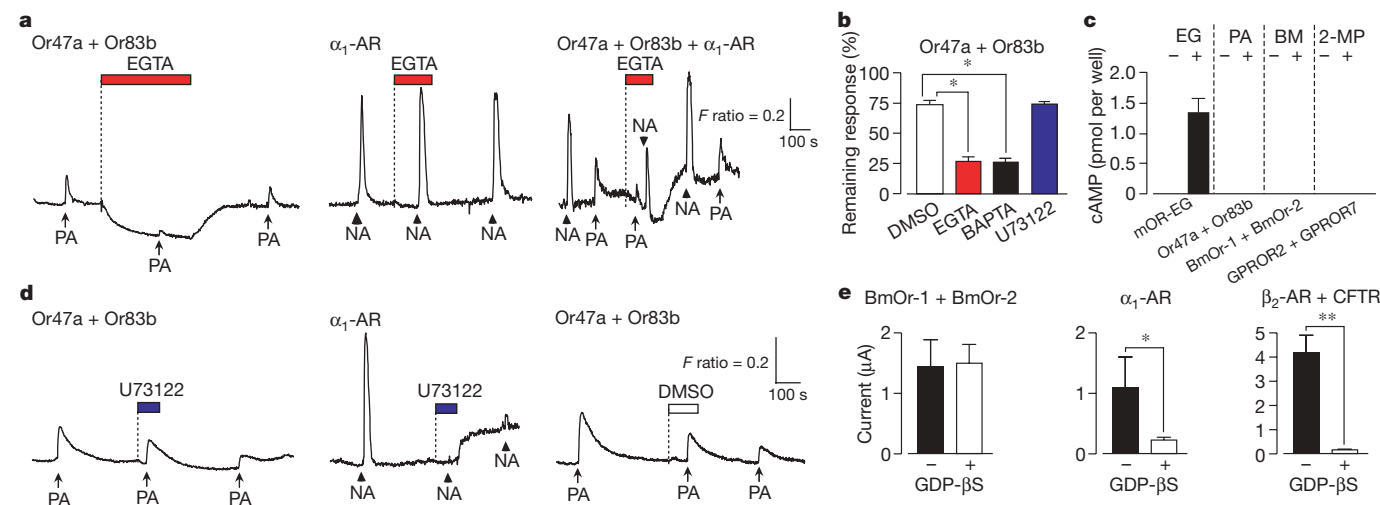 a
Or47a + Or83b
EGTA
PA
PA
PA
α1-AR
EGTA
NA
NA
NA
Or47a + Or83b + α1-AR
EGTA
NA
F ratio = 0.2
100 s
NA
PA
PA
NA
PA
b
Or47a + Or83b
Remaining response (%)
100
75
50
25
0
*
*
DMSO
EGTA
BAPTA
U73122
c
EG
PA
BM
2-MP
– + – + – + – +
cAMP (pmol per well)
2.0
1.5
1.0
0.5
0
mOR-EG
Or47a + Or83b
BmOr-1 + BmOr-2
GPROR2 + GPROR7
d
Or47a + Or83b
U73122
PA
PA
PA
α1-AR
U73122
NA
NA
NA
Or47a + Or83b
F ratio = 0.2
100 s
DMSO
PA
PA
PA
e
BmOr-1 + BmOr-2
Current (μA)
2
1
0
– +
GDP-βS
α1-AR
2
1
0
*
– +
GDP-βS
β2-AR + CFTR
5
4
3
2
1
0
**
– +
GDP-βS